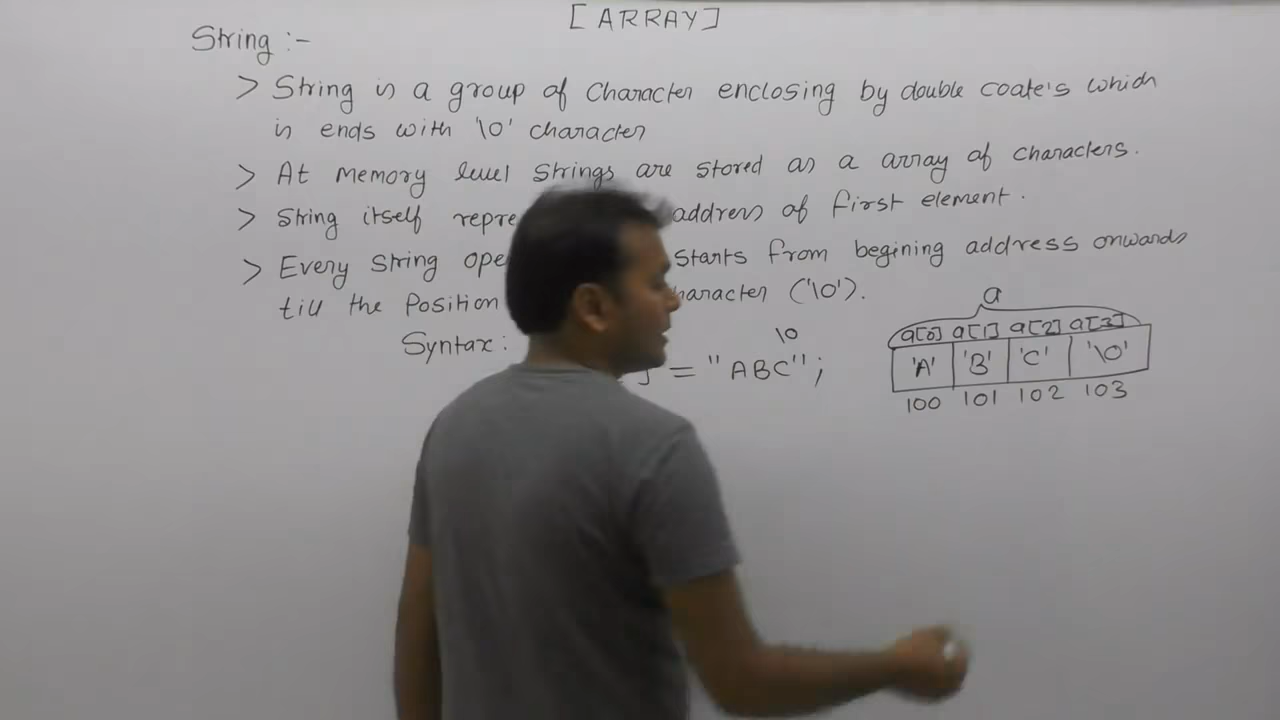 [ARRAY]
String :-
> String is a group of character enclosing by double coate's which
is ends with '\0' character
> At memory level strings are stored as a array of characters.
> String itself repre address of first element.
> Every string ope starts from begining address onwards
till the position haracter ('\0').
Syntax: ] = "ABC";
\0
a
a[0] a[1] a[2] a[3]
'A' 'B' 'C' '\0'
100 101 102 103